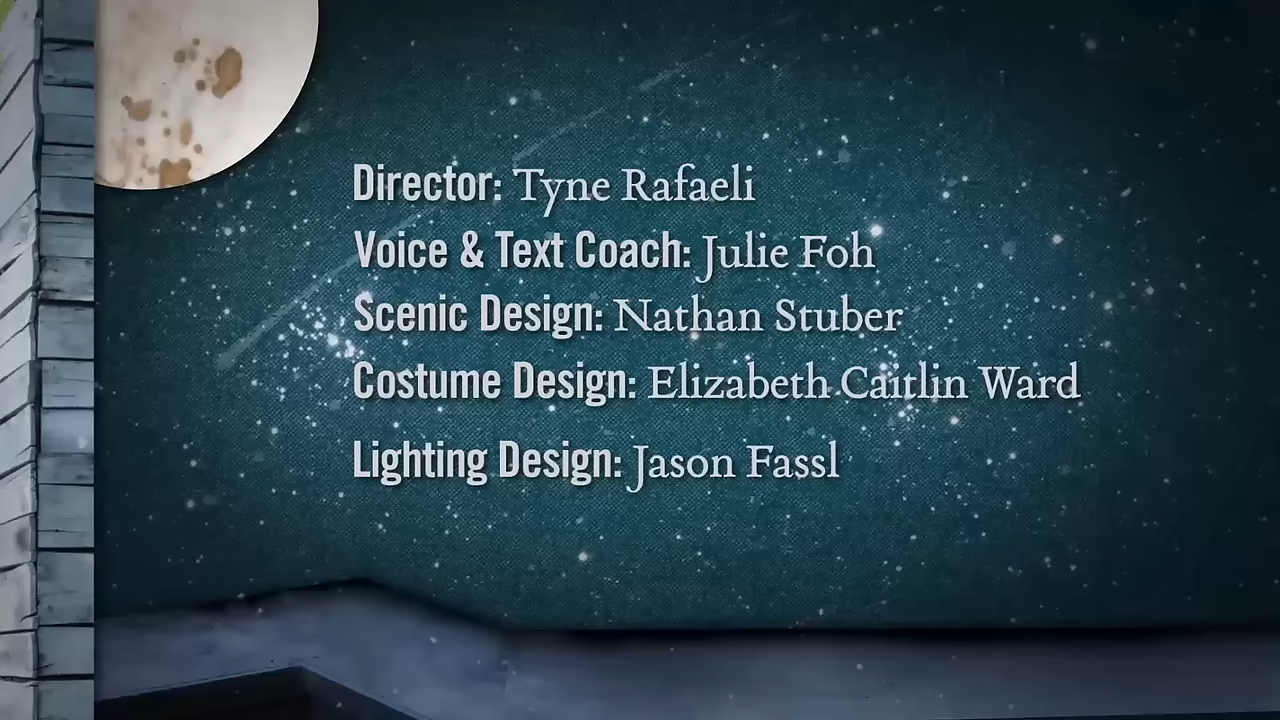 Director: Tyne Rafaeli
Voice & Text Coach: Julie Foh
Scenic Design: Nathan Stuber
Costume Design: Elizabeth Caitlin Ward
Lighting Design: Jason Fassl